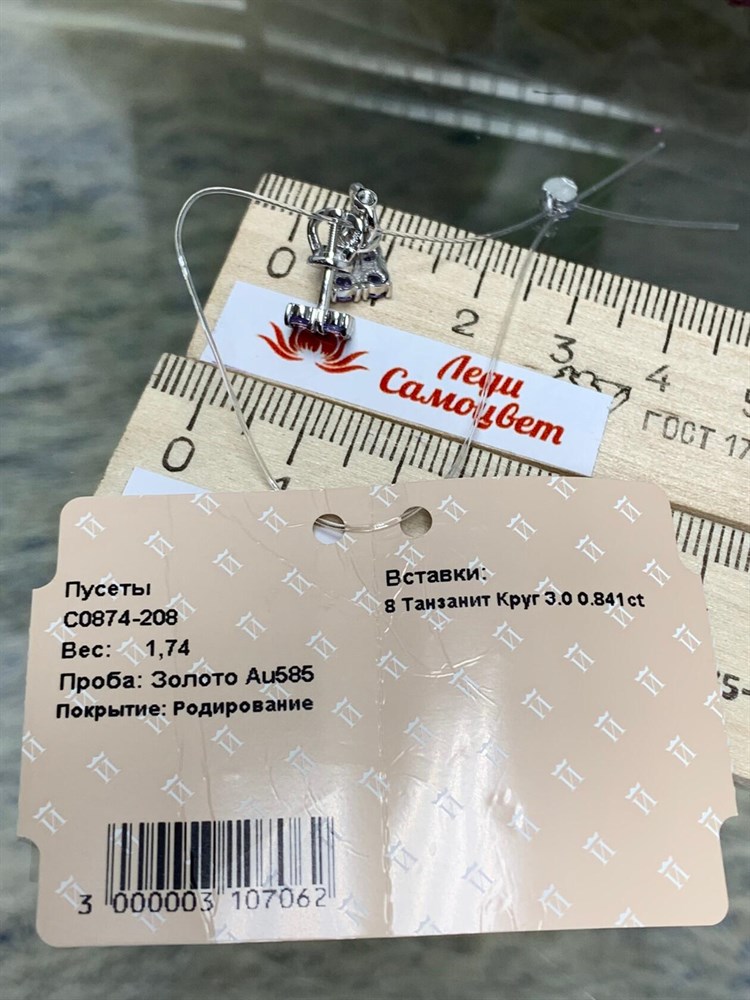 0
2
3
4
Леди
Самоцвет
ГОСТ 17
0
1
Пусеты
С0874-208
Вес: 1,74
Проба: Золото Au585
Покрытие: Родирование
Вставки:
8 Танзанит Круг 3.0 0.841ct
3 000003 107062